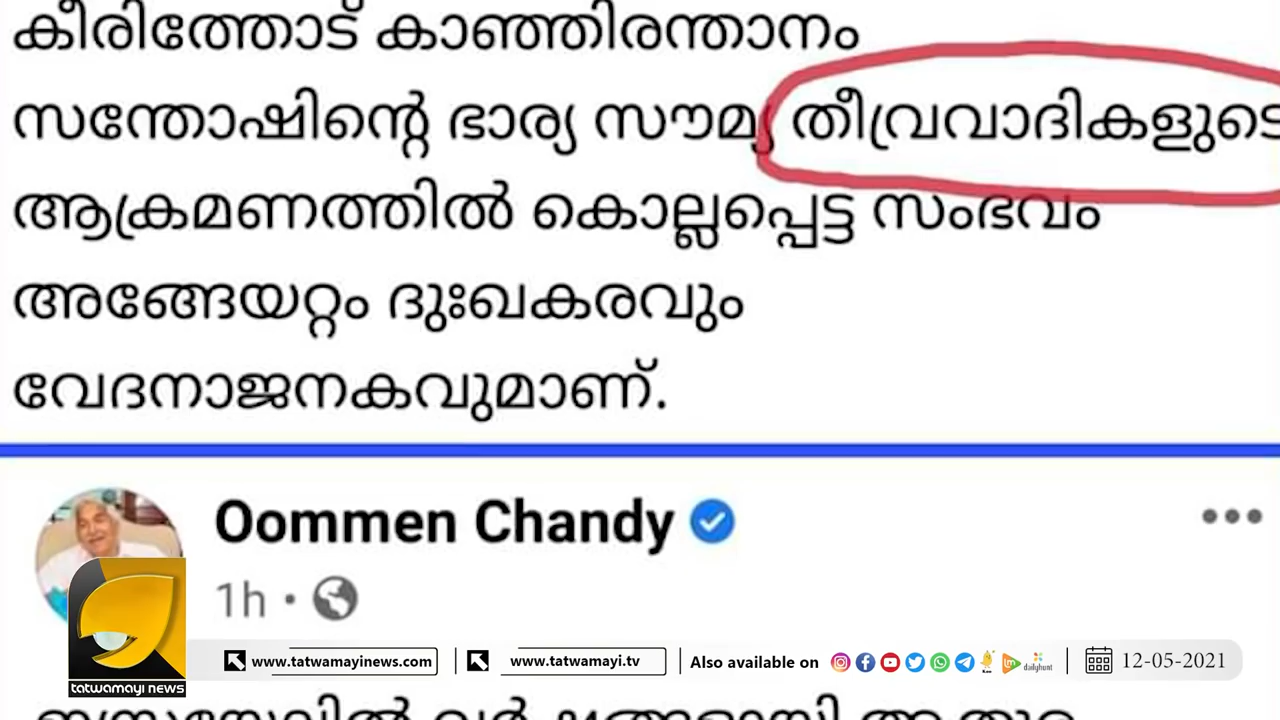 കീരിത്തോട് കാഞ്ഞിരന്താനം
സന്തോഷിന്റെ ഭാര്യ സൗമ്യ തീവ്രവാദികളുടെ
ആക്രമണത്തിൽ കൊല്ലപ്പെട്ട സംഭവം
അങ്ങേയറ്റം ദുഃഖകരവും
വേദനാജനകവുമാണ്.
Oommen Chandy
1h
tatwamayi news
www.tatwamayinews.com
www.tatwamayi.tv
Also available on
dailyhunt
12-05-2021